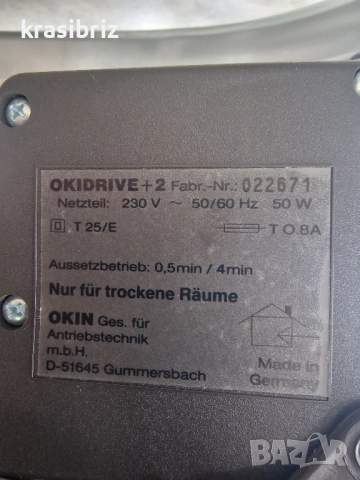 krasibriz
OKIDRIVE+2 Fabr.-Nr.: 022671
Netzteil: 230 V ~ 50/60 Hz 50 W
T 25/E T O.8A
Aussetzbetrieb: 0,5min / 4min
Nur für trockene Räume
OKIN Ges. für
Antriebstechnik
m.b.H.
D-51645 Gummersbach
Made in
Germany
BAZAR